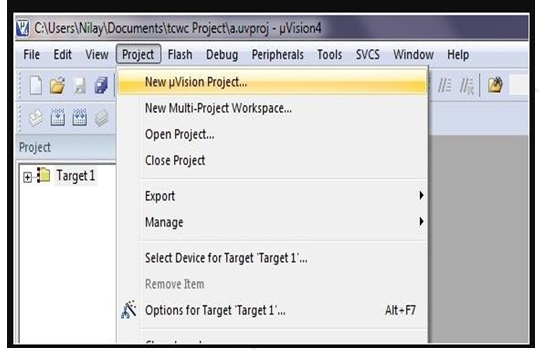 C:\Users\Nilay\Documents\tcwc Project\a.uvproj - µVision4
File Edit View Project Flash Debug Peripherals Tools SVCS Window Help
New µVision Project...
New Multi-Project Workspace...
Open Project...
Close Project
Project
Target 1
Export
Manage
Select Device for Target 'Target 1'...
Remove Item
Options for Target 'Target 1'... Alt+F7